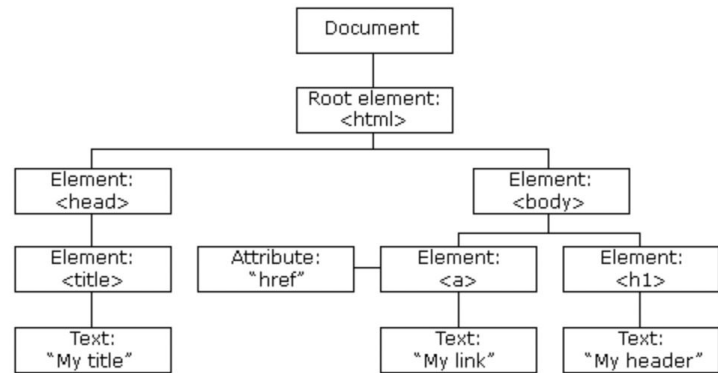 Document
Root element:
<html>
Element:
<head>
Element:
<body>
Element:
<title>
Attribute:
“href”
Element:
<a>
Element:
<h1>
Text:
“My title”
Text:
“My link”
Text:
“My header”